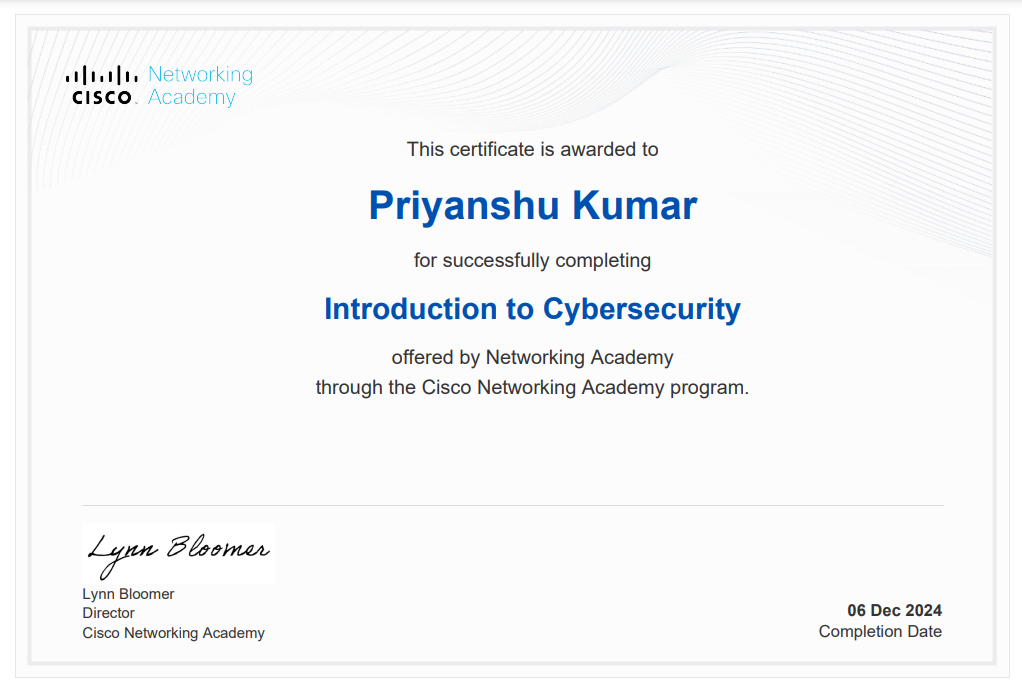 CISCO. Networking Academy
This certificate is awarded to
Priyanshu Kumar
for successfully completing
Introduction to Cybersecurity
offered by Networking Academy
through the Cisco Networking Academy program.
Lynn Bloomer
Lynn Bloomer
Director
Cisco Networking Academy
06 Dec 2024
Completion Date